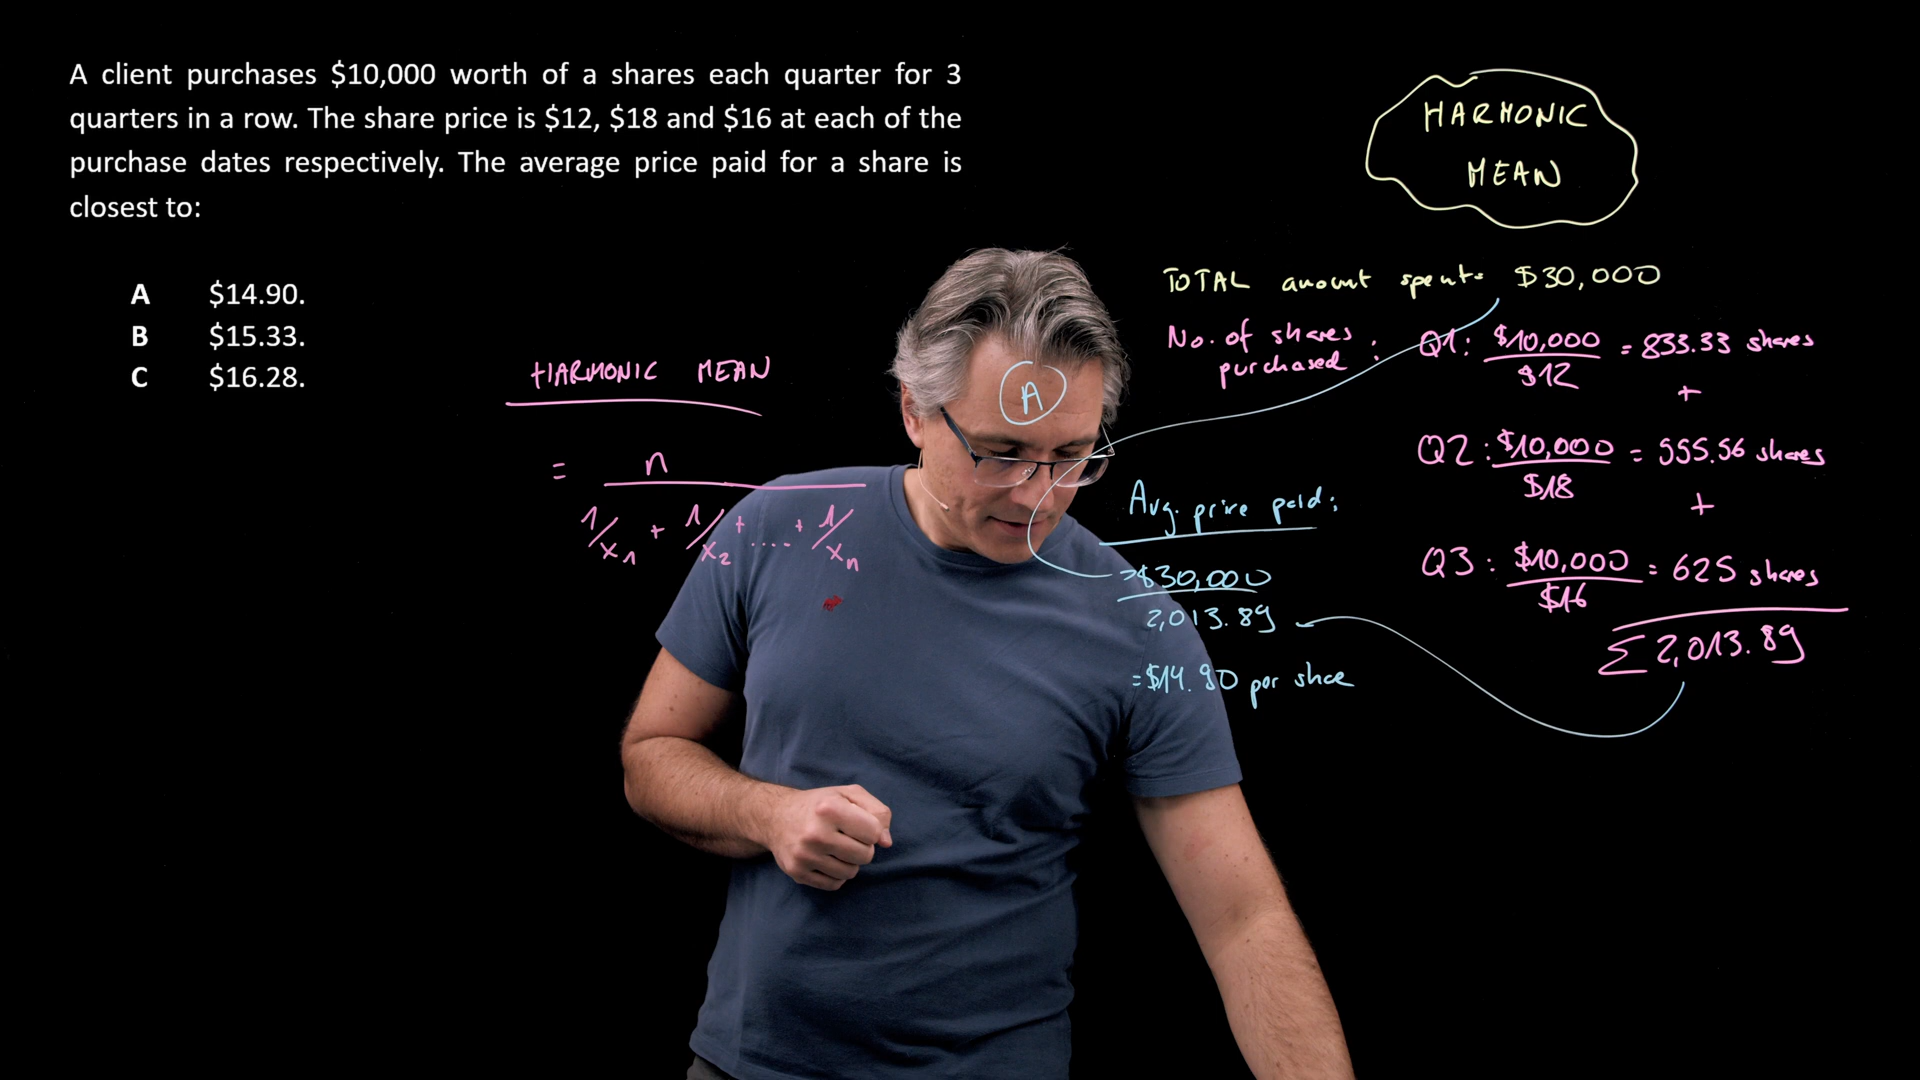 A client purchases $10,000 worth of a shares each quarter for 3
quarters in a row. The share price is $12, $18 and $16 at each of the
purchase dates respectively. The average price paid for a share is
closest to:
A $14.90.
B $15.33.
C $16.28.
HARMONIC MEAN
= n
1/x1 + 1/x2 + .... + 1/xn
A
HARMONIC
MEAN
TOTAL amount spent: $30,000
No. of shares
purchased :
Q1: $10,000 = 833.33 shares
$12
+
Q2: $10,000 = 555.56 shares
$18
+
Q3: $10,000 = 625 shares
$16
Σ 2,013.89
Avg. price paid:
$30,000
2,013.89
= $14.90 per share